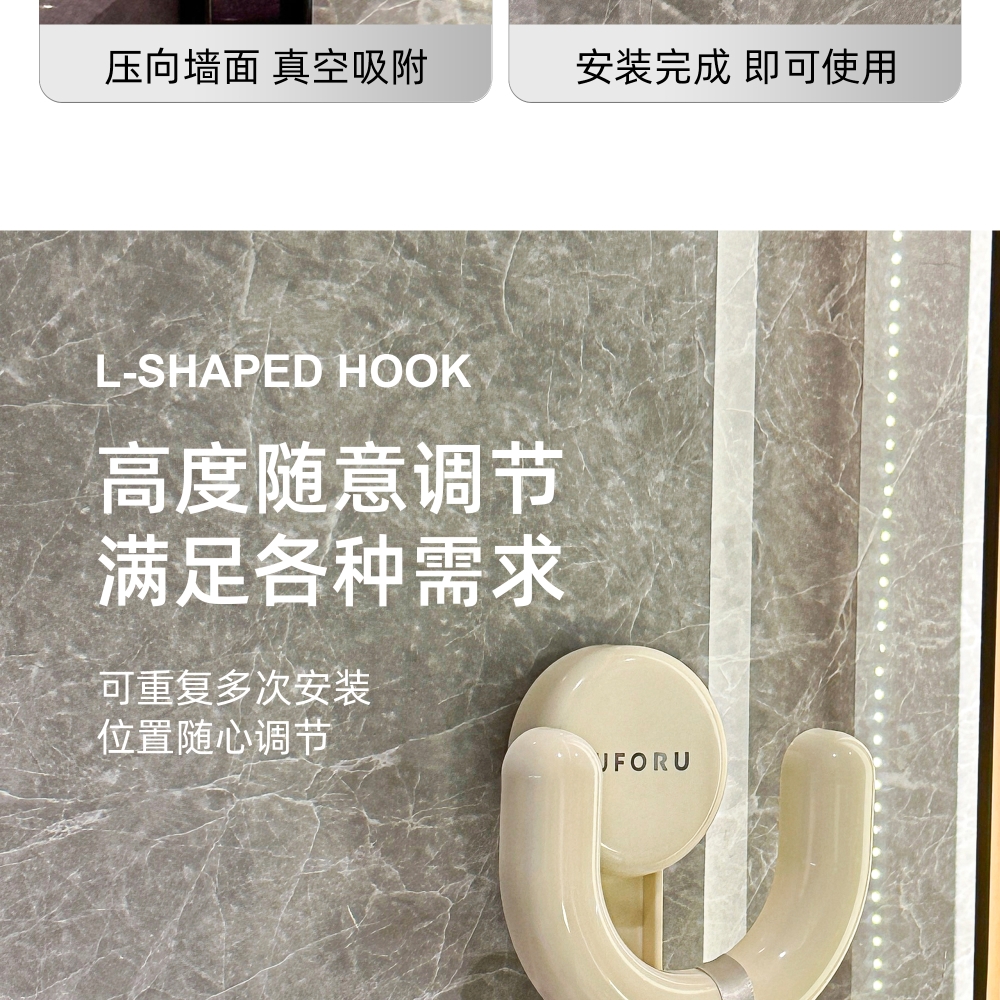 压向墙面 真空吸附
安装完成 即可使用
L-SHAPED HOOK
高度随意调节
满足各种需求
可重复多次安装
位置随心调节
UFORU